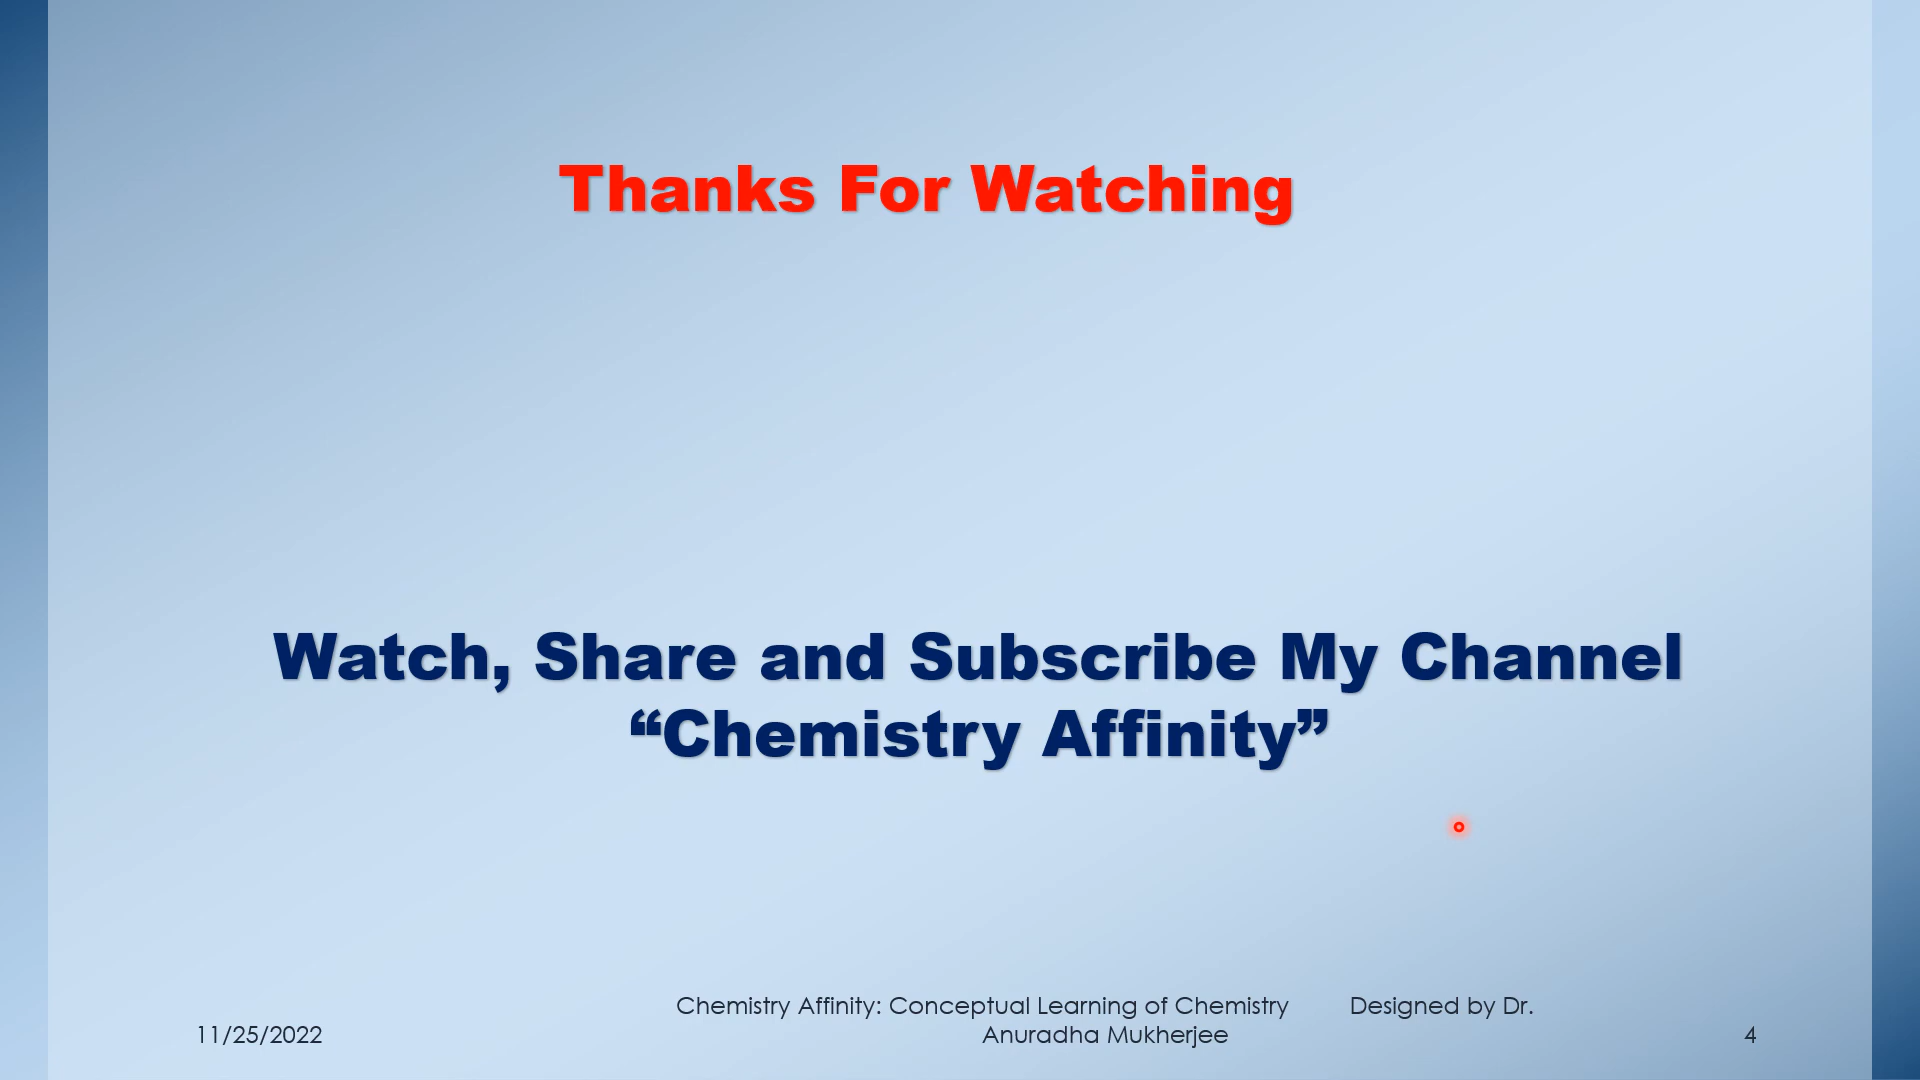 Thanks For Watching
Watch, Share and Subscribe My Channel
“Chemistry Affinity”
Chemistry Affinity: Conceptual Learning of Chemistry Designed by Dr.
Anuradha Mukherjee
11/25/2022
4